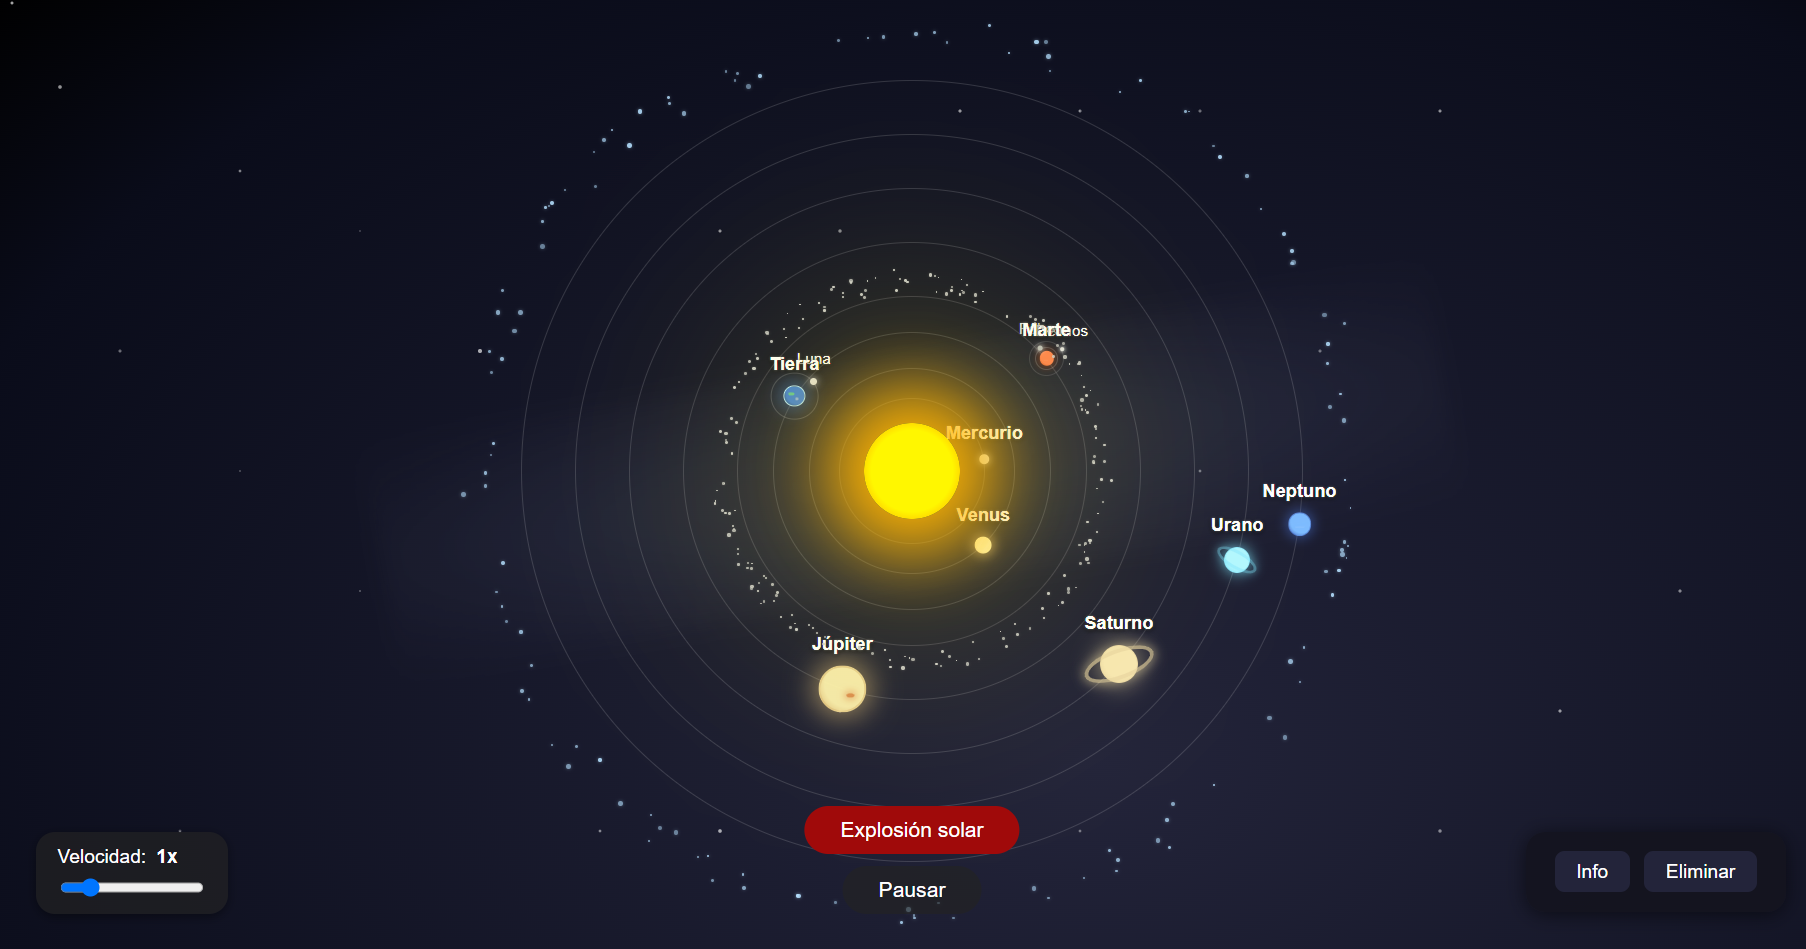 Marte
Luna
Tierra
Mercurio
Neptuno
Venus
Urano
Saturno
Júpiter
Explosión solar
Velocidad: 1x
Info
Eliminar
Pausar